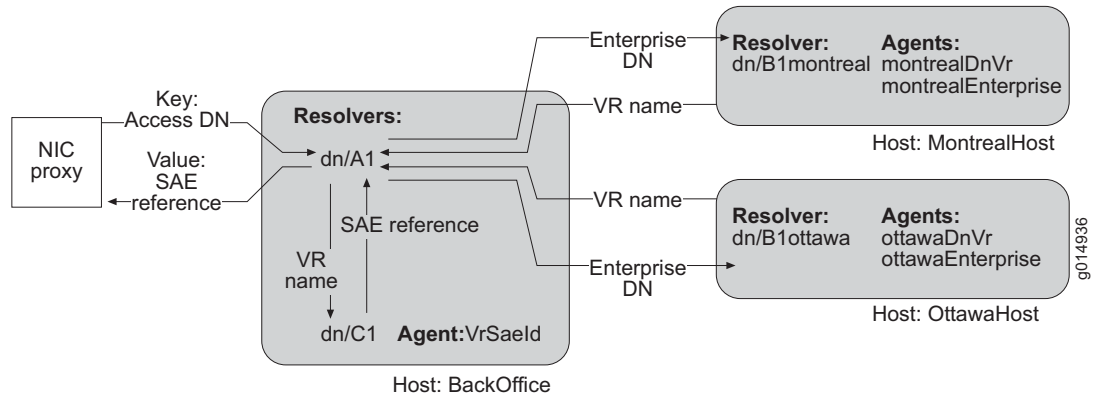 Key:
Access DN
NIC
proxy
Value:
SAE
reference
Resolvers:
dn/A1
SAE reference
VR
name
dn/C1
Agent:VrSaeId
Host: BackOffice
Enterprise
DN
VR name
VR name
Enterprise
DN
Resolver:
dn/B1montreal
Agents:
montrealDnVr
montrealEnterprise
Host: MontrealHost
Resolver:
dn/B1ottawa
Agents:
ottawaDnVr
ottawaEnterprise
Host: OttawaHost
g014936